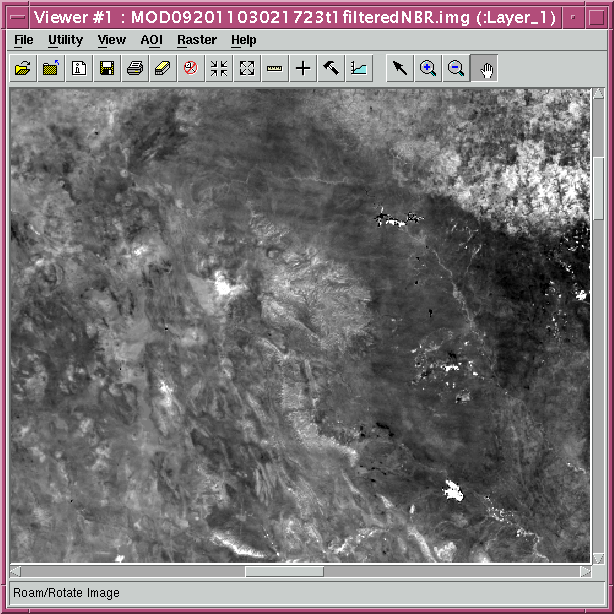 Viewer #1 : MOD09201103021723t1filteredNBR.img (:Layer_1)
File Utility View AOI Raster Help
Roam/Rotate Image